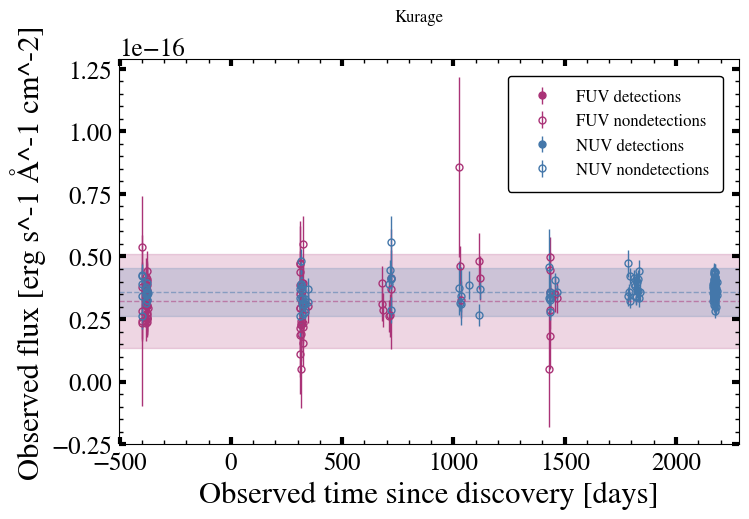 Kurage
1e−16
Observed flux [erg s^-1 Å^-1 cm^-2]
1.25
1.00
0.75
0.50
0.25
0.00
−0.25
FUV detections
FUV nondetections
NUV detections
NUV nondetections
−500 0 500 1000 1500 2000
Observed time since discovery [days]